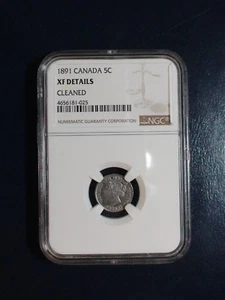 1891 CANADA 5C
XF DETAILS
CLEANED
4656181-025
NUMISMATIC GUARANTY CORPORATION
NGC